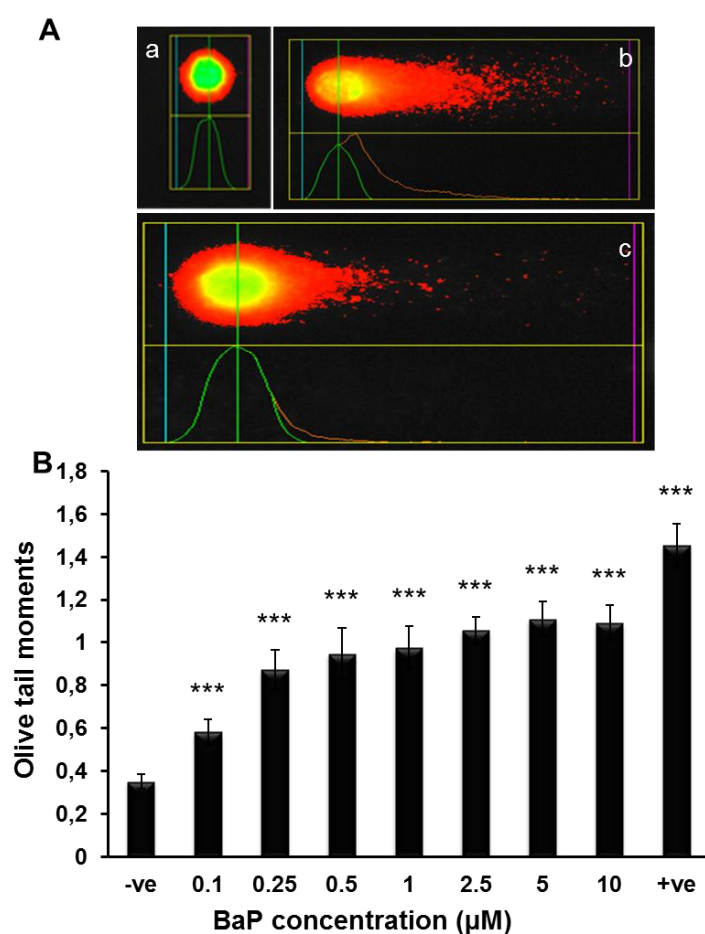 A
a
b
c
B
Olive tail moments
1,8
1,6
1,4
1,2
1
0,8
0,6
0,4
0,2
0
***
***
***
***
***
***
***
***
-ve 0.1 0.25 0.5 1 2.5 5 10 +ve
BaP concentration (µM)